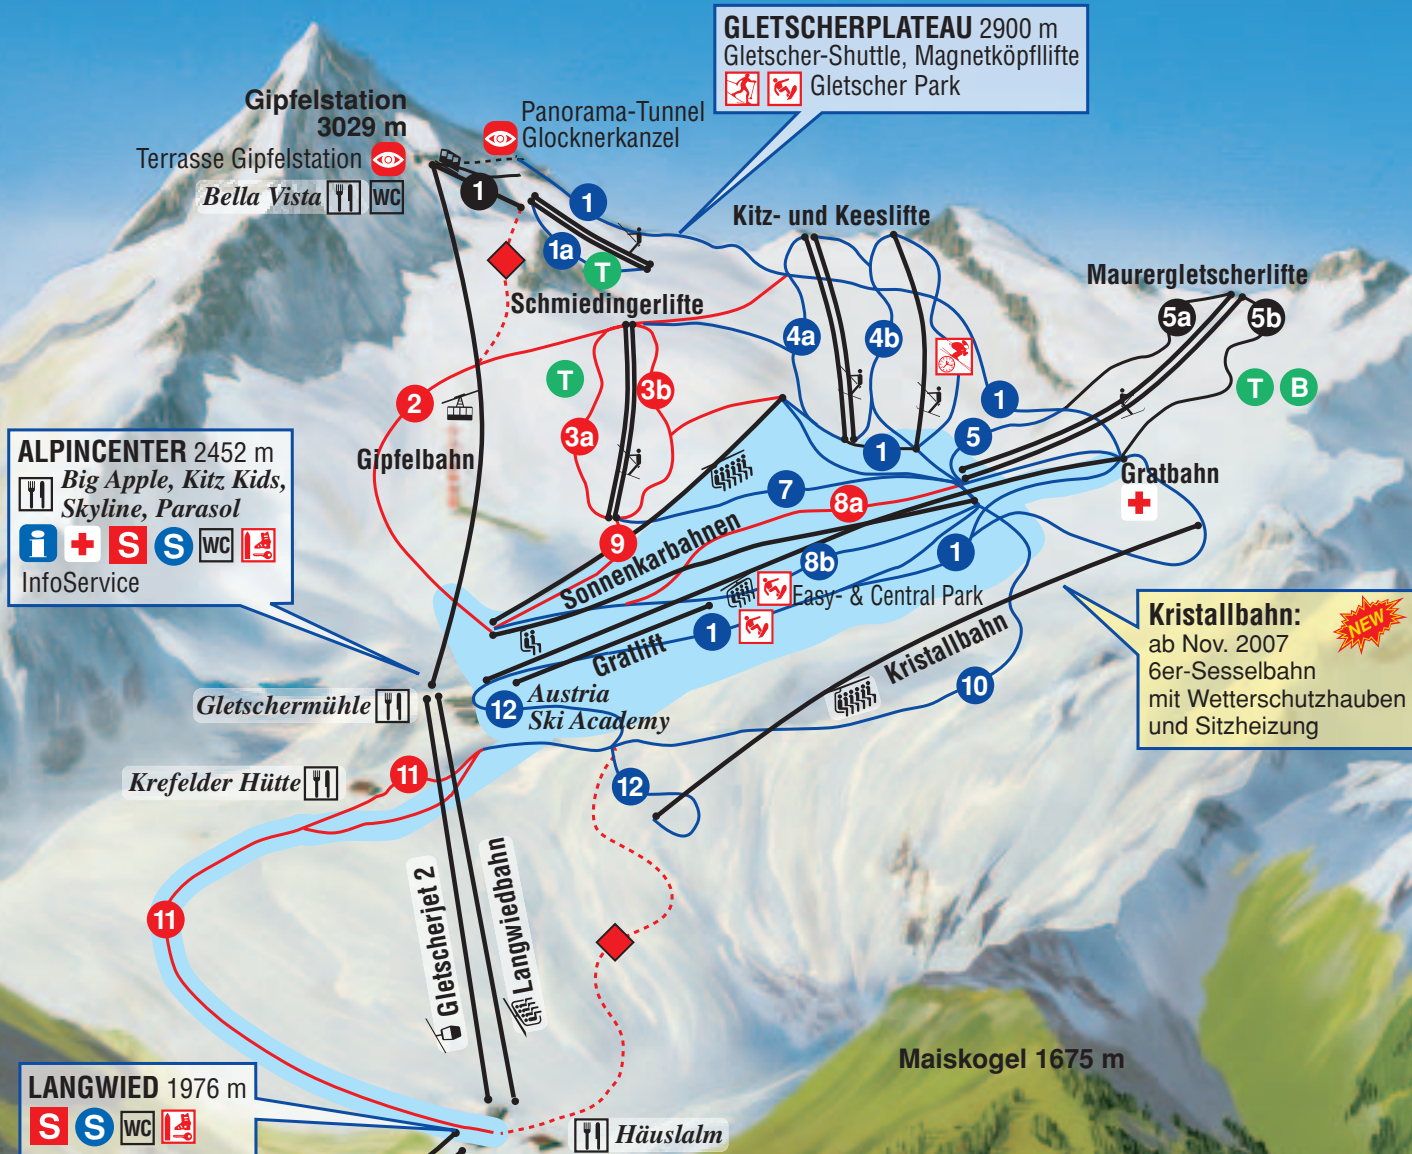 GLETSCHERPLATEAU 2900 m
Gletscher-Shuttle, Magnetköpfllifte
Gletscher Park
Gipfelstation
3029 m
Terrasse Gipfelstation
Bella Vista
WC
Panorama-Tunnel
Glocknerkanzel
1
1
1a
T
Kitz- und Keeslifte
Maurergletscherlifte
5a
5b
T
B
Schmiedingerlifte
4a
4b
T
2
3b
3a
1
5
1
ALPINCENTER 2452 m
Big Apple, Kitz Kids,
Skyline, Parasol
i
S
S
WC
InfoService
Gipfelbahn
Gratbahn
7
8a
9
Sonnenkarbahnen
8b
1
Easy- & Central Park
1
Gratlift
Kristallbahn
Kristallbahn:
NEW
ab Nov. 2007
6er-Sesselbahn
mit Wetterschutzhauben
und Sitzheizung
10
Gletschermühle
12
Austria
Ski Academy
Krefelder Hütte
11
12
Gletscherjet 2
Langwiedbahn
11
Maiskogel 1675 m
LANGWIED 1976 m
S
S
WC
Häuslalm